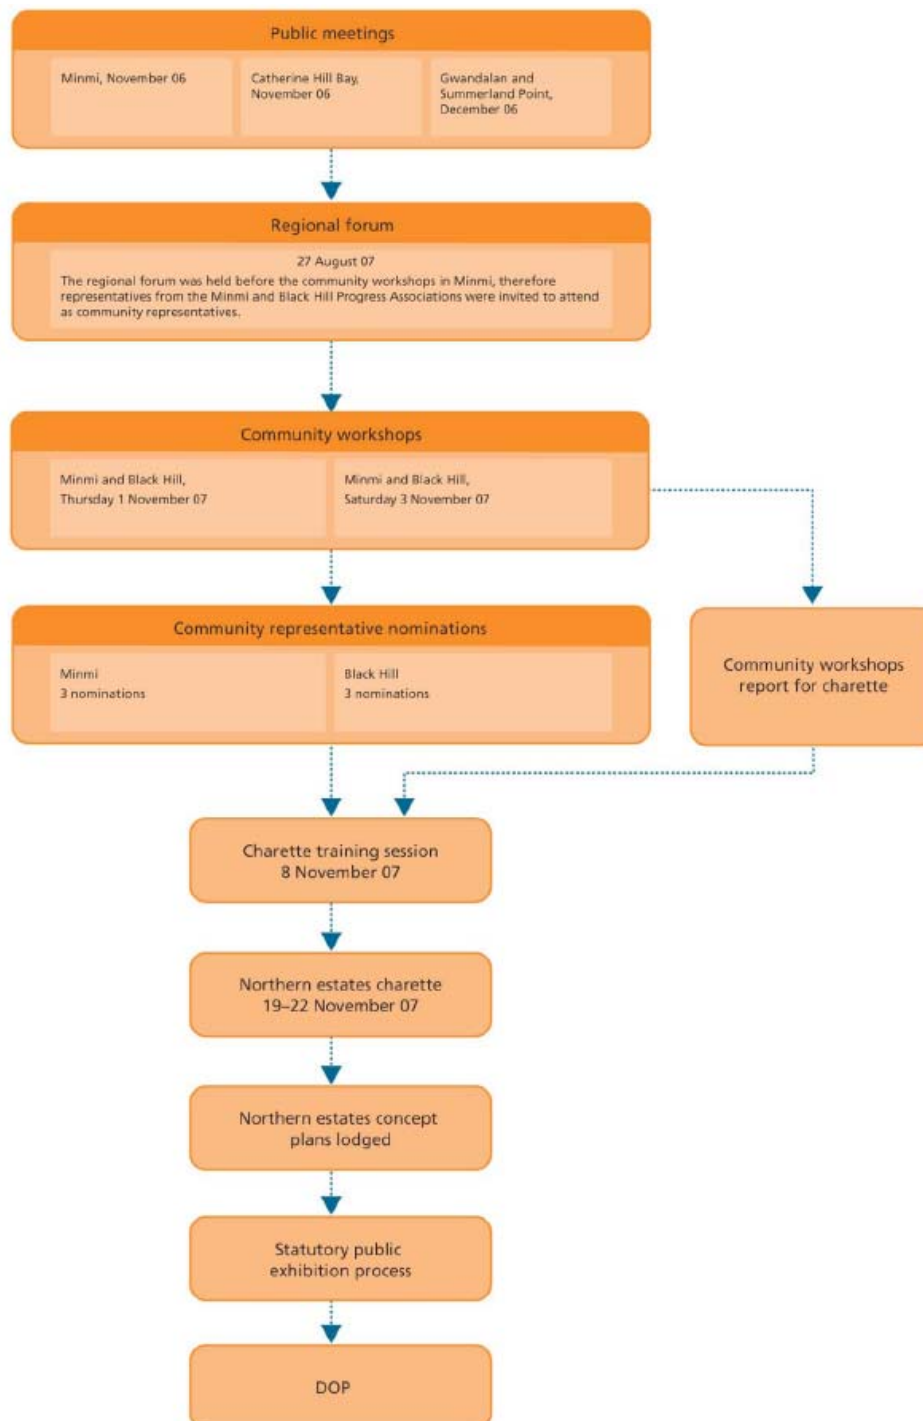 Public meetings
Minmi, November 06
Catherine Hill Bay,
November 06
Gwandalan and
Summerland Point,
December 06
Regional forum
27 August 07
The regional forum was held before the community workshops in Minmi, therefore
representatives from the Minmi and Black Hill Progress Associations were invited to attend
as community representatives.
Community workshops
Minmi and Black Hill,
Thursday 1 November 07
Minmi and Black Hill,
Saturday 3 November 07
Community representative nominations
Minmi
3 nominations
Black Hill
3 nominations
Community workshops
report for charette
Charette training session
8 November 07
Northern estates charette
19–22 November 07
Northern estates concept
plans lodged
Statutory public
exhibition process
DOP